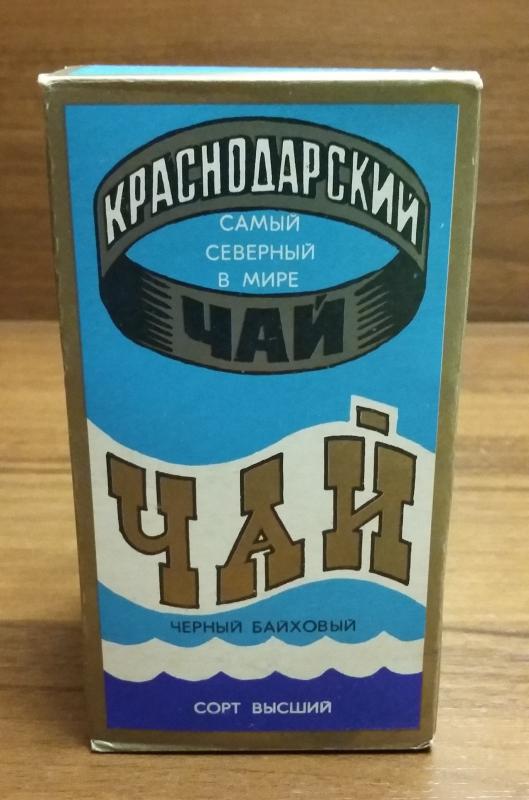 КРАСНОДАРСКИЙ
САМЫЙ
СЕВЕРНЫЙ
В МИРЕ
ЧАЙ
ЧАЙ
ЧЕРНЫЙ БАЙХОВЫЙ
СОРТ ВЫСШИЙ